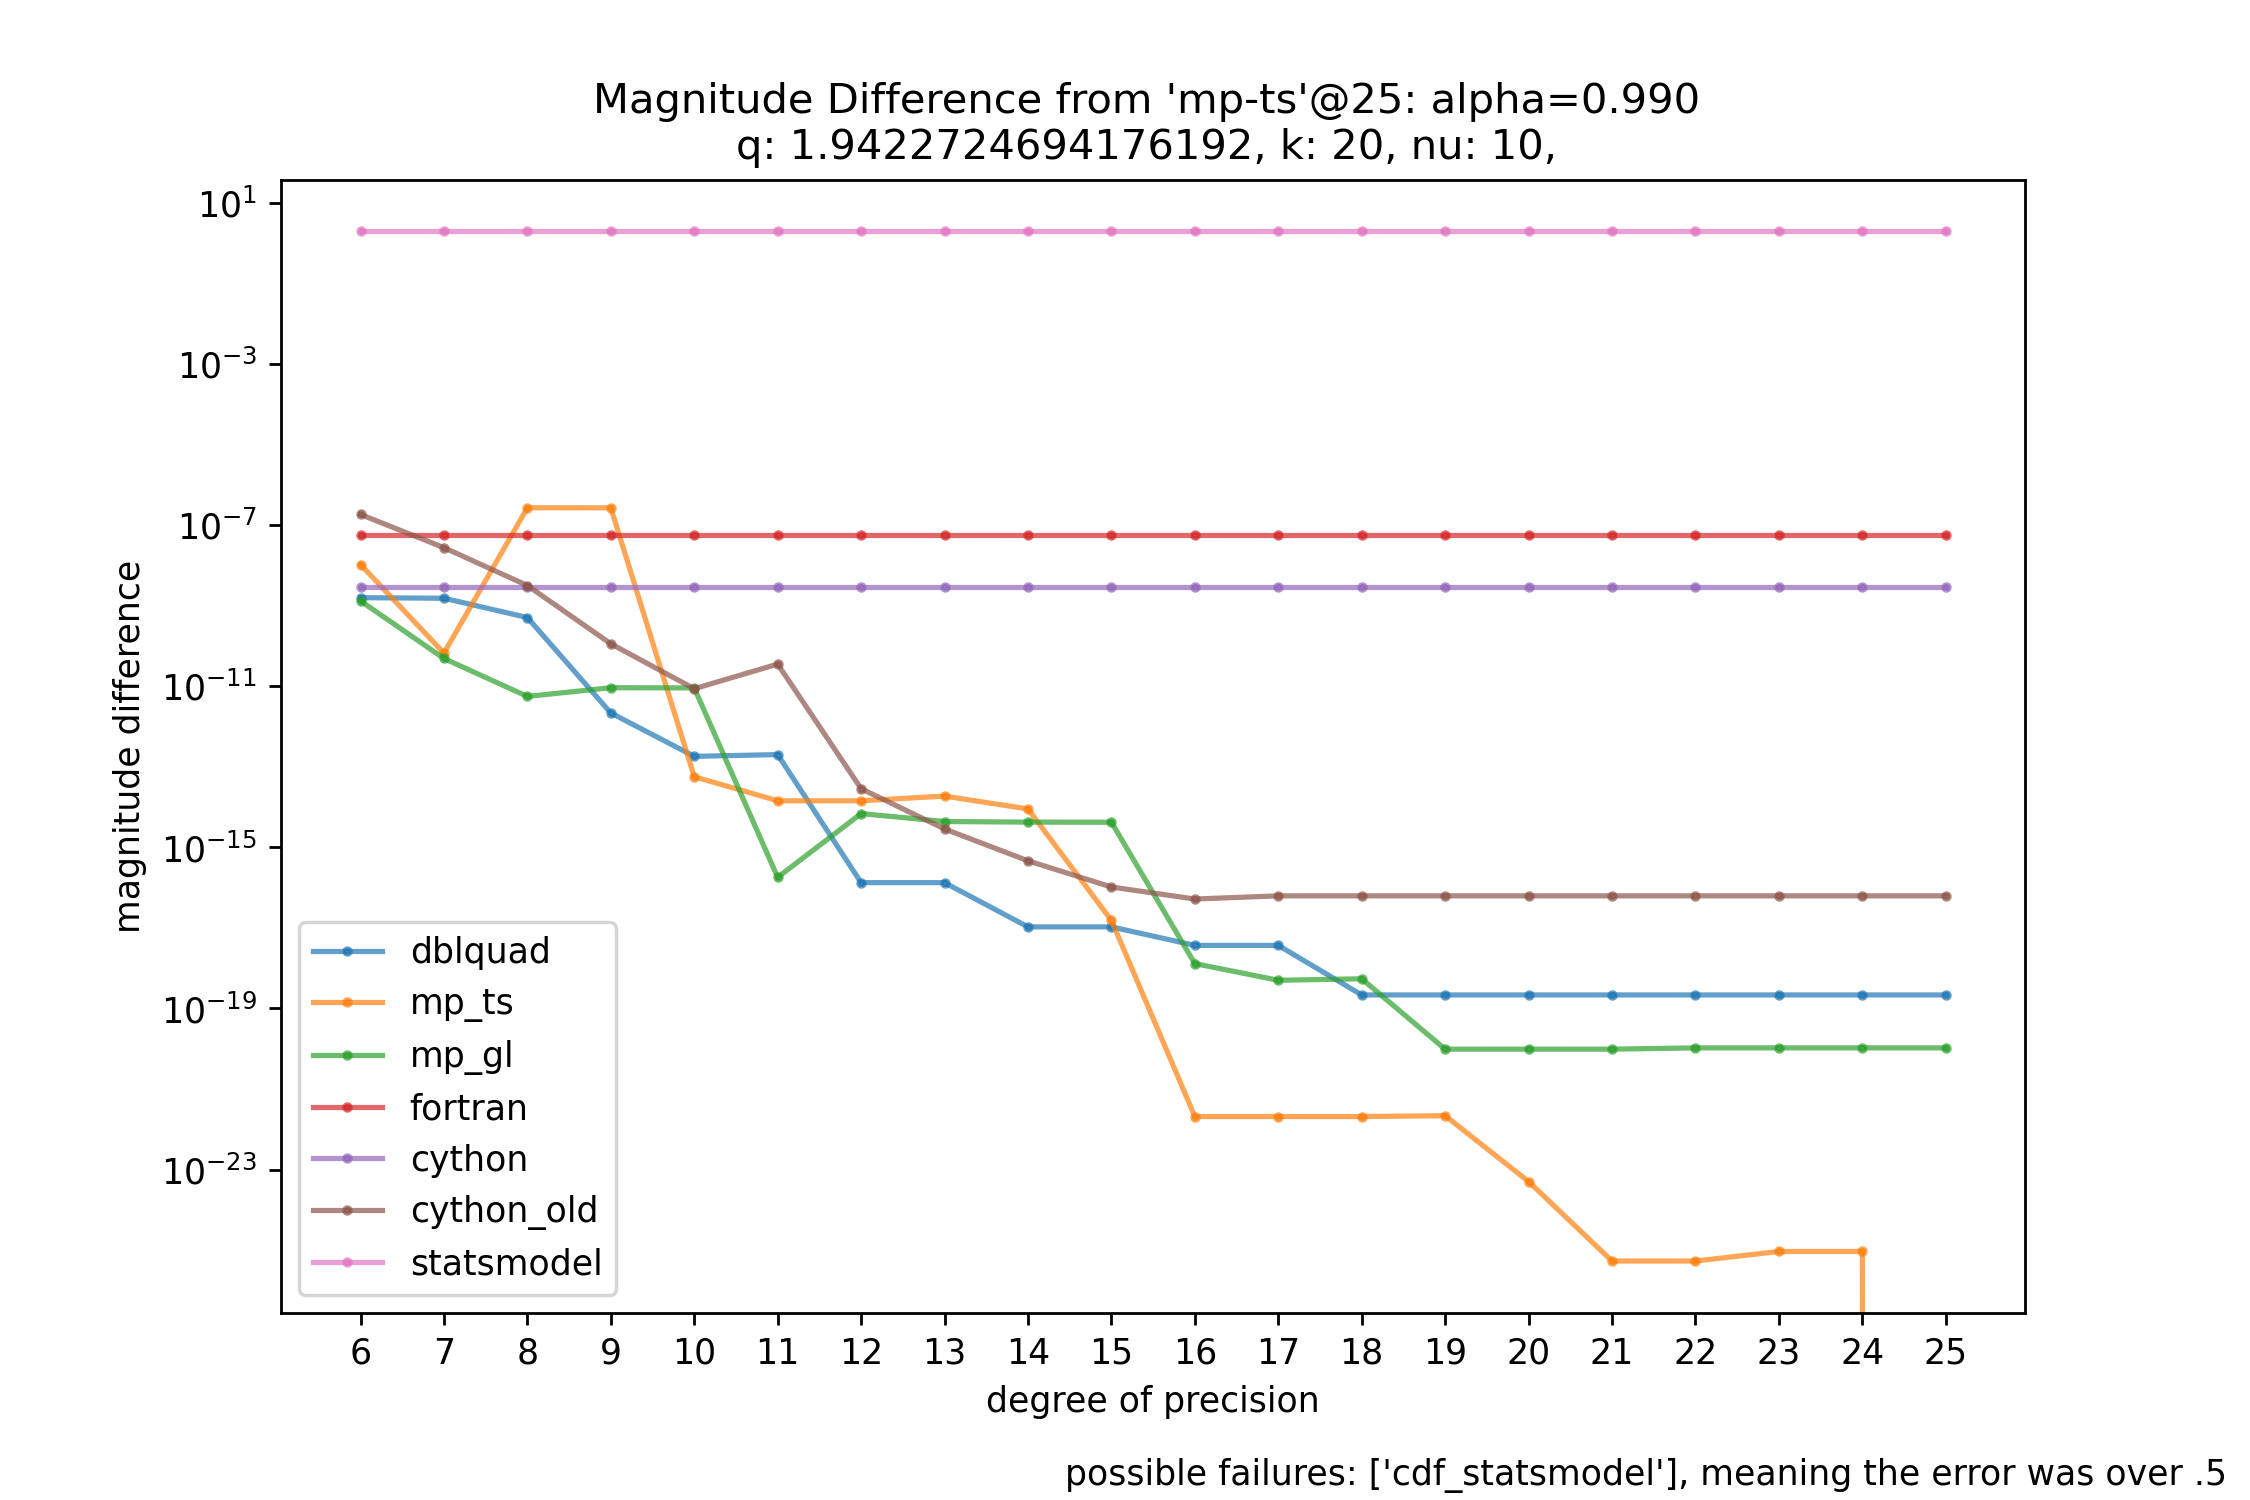 Magnitude Difference from 'mp-ts'@25: alpha=0.990
q: 1.9422724694176192, k: 20, nu: 10,
magnitude difference
10^1
10^-3
10^-7
10^-11
10^-15
10^-19
10^-23
dblquad
mp_ts
mp_gl
fortran
cython
cython_old
statsmodel
6 7 8 9 10 11 12 13 14 15 16 17 18 19 20 21 22 23 24 25
degree of precision
possible failures: ['cdf_statsmodel'], meaning the error was over .5